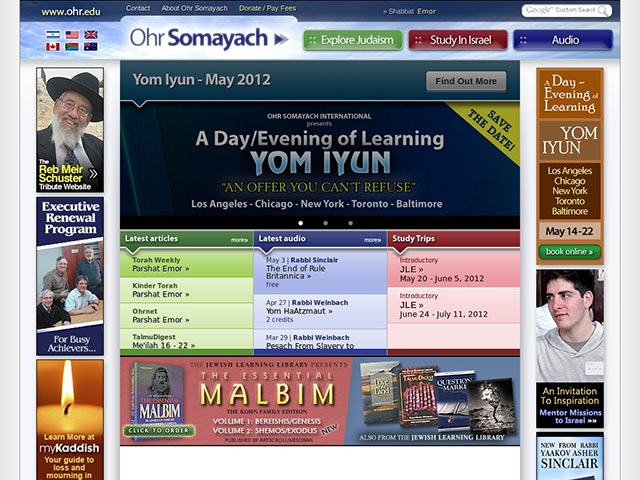 www.ohr.edu
Contact About Ohr Somayach Donate / Pay Fees
» Shabbat Emor
Google™ Custom Search
Ohr Somayach
:: Explore Judaism
:: Study In Israel
:: Audio
The
Reb Meir
Schuster
Tribute Website »
Executive
Renewal
Program
For Busy
Achievers...
Learn More at
myKaddish
Your guide to
loss and
mourning in
Yom Iyun - May 2012
Find Out More
OHR SOMAYACH INTERNATIONAL
presents
A Day/Evening of Learning
YOM IYUN
"AN OFFER YOU CAN'T REFUSE"
Los Angeles - Chicago - New York - Toronto - Baltimore
SAVE
THE DATE!
Latest articles more»
Torah Weekly
Parshat Emor »
Kinder Torah
Parshat Emor »
Ohrnet
Parshat Emor »
TalmuDigest
Me'ilah 16 - 22 »
Latest audio more»
May 3 | Rabbi Sinclair
The End of Rule
Britannica »
free
Apr 27 | Rabbi Weinbach
Yom HaAtzmaut »
2 credits
Mar 29 | Rabbi Weinbach
Pesach From Slavery to
Study Trips
Introductory
JLE »
May 20 - June 5, 2012
Introductory
JLE »
June 24 - July 11, 2012
THE JEWISH LEARNING LIBRARY PRESENTS
THE ESSENTIAL
MALBIM
THE KOHN FAMILY EDITION
VOLUME 1: BEREISHIS/GENESIS
VOLUME 2: SHEMOS/EXODUS NEW
PUBLISHED BY ARTSCROLL/MESORAH
THE ESSENTIAL
MALBIM
CLICK TO ORDER
Love
of the
Land
TALMUDIGEST
QUESTION
MARKET
ALSO FROM THE JEWISH LEARNING LIBRARY
A Day -
Evening of
Learning
YOM
IYUN
Los Angeles
Chicago
New York
Toronto
Baltimore
May 14-22
book online »
An Invitation
To Inspiration
Mentor Missions
to Israel »»
NEW FROM RABBI
YAAKOV ASHER
SINCLAIR